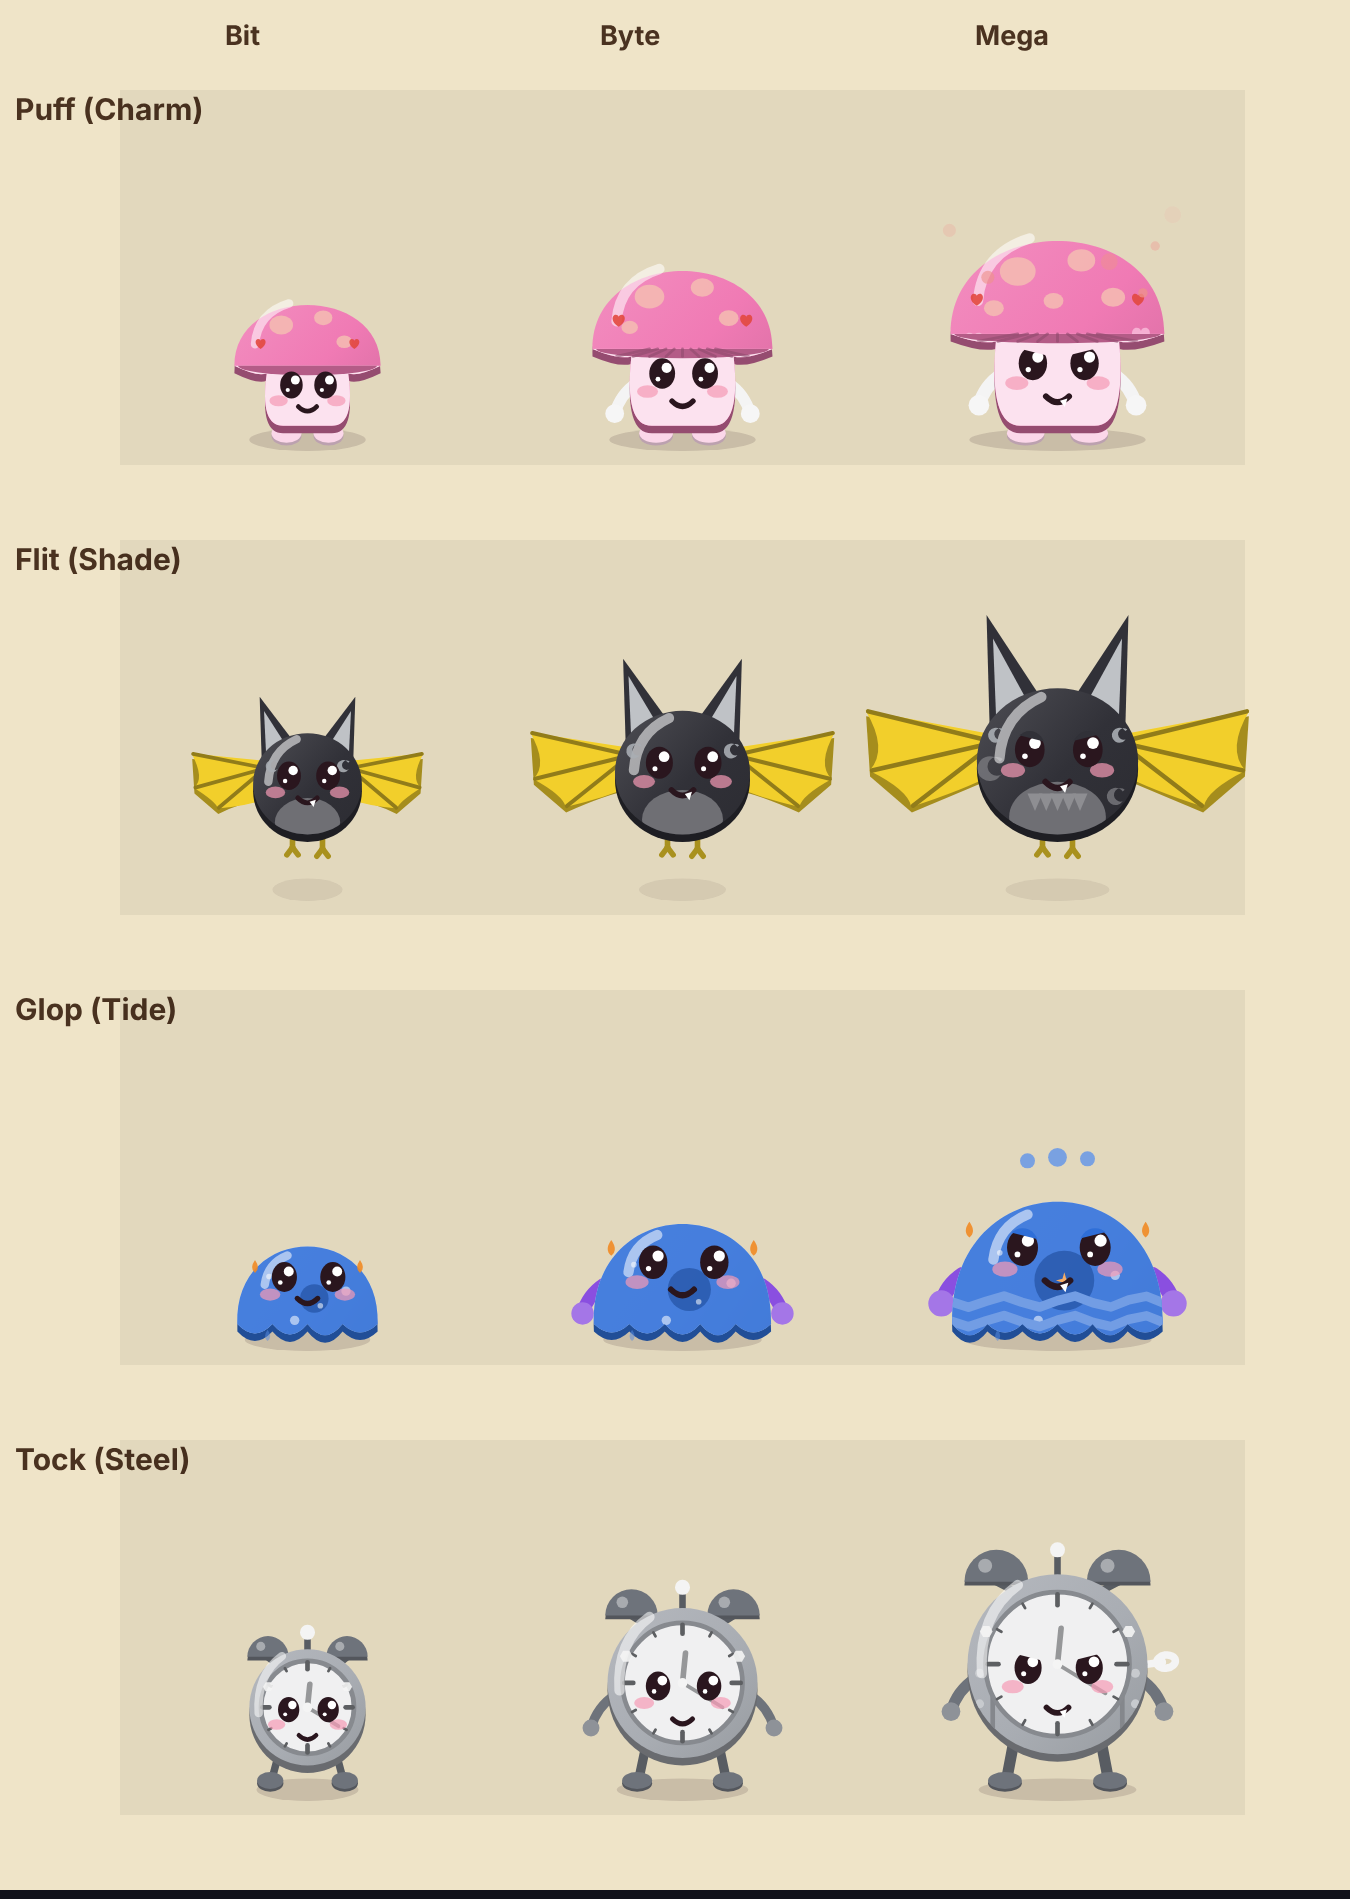 Bit Byte Mega
Puff (Charm)
Flit (Shade)
Glop (Tide)
Tock (Steel)